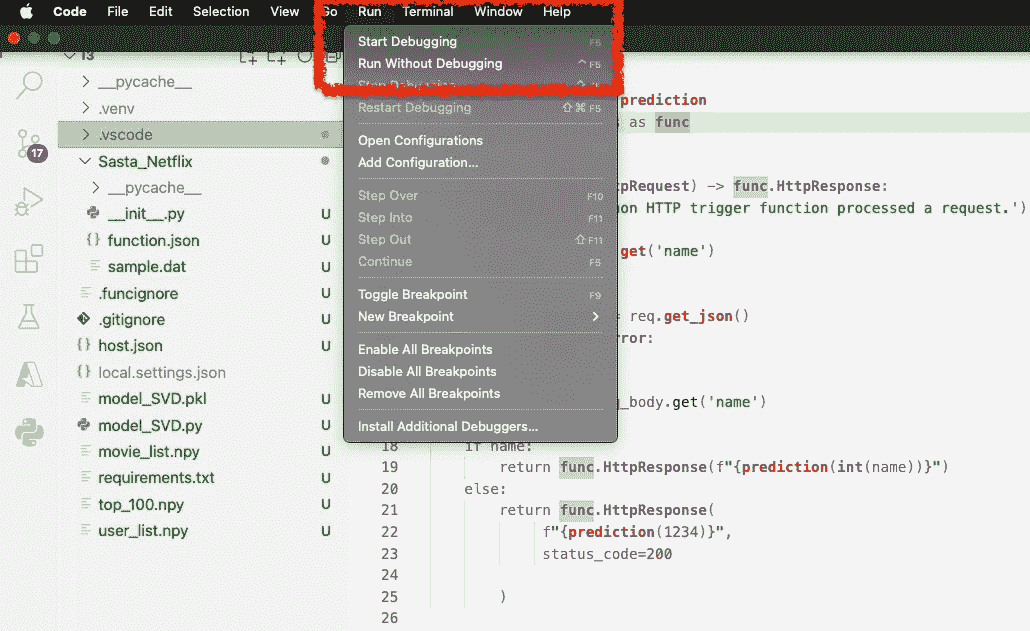 Code File Edit Selection View Go Run Terminal Window Help
13
__pycache__
.venv
.vscode
17
Sasta_Netflix
__pycache__
__init__.py U
function.json U
sample.dat U
.funcignore U
.gitignore U
host.json U
local.settings.json
model_SVD.pkl U
model_SVD.py U
movie_list.npy U
requirements.txt U
top_100.npy U
user_list.npy U
Start Debugging F5
Run Without Debugging ^ F5
Stop Debugging
Restart Debugging ⇧⌘ F5
Open Configurations
Add Configuration...
Step Over F10
Step Into F11
Step Out ⇧F11
Continue F5
Toggle Breakpoint F9
New Breakpoint
Enable All Breakpoints
Disable All Breakpoints
Remove All Breakpoints
Install Additional Debuggers...
prediction
as func
pRequest) -> func.HttpResponse:
on HTTP trigger function processed a request.')
get('name')
= req.get_json()
ror:
_body.get('name')
18 if name:
19 return func.HttpResponse(f"{prediction(int(name))}")
20 else:
21 return func.HttpResponse(
22 f"{prediction(1234)}",
23 status_code=200
24
25 )
26